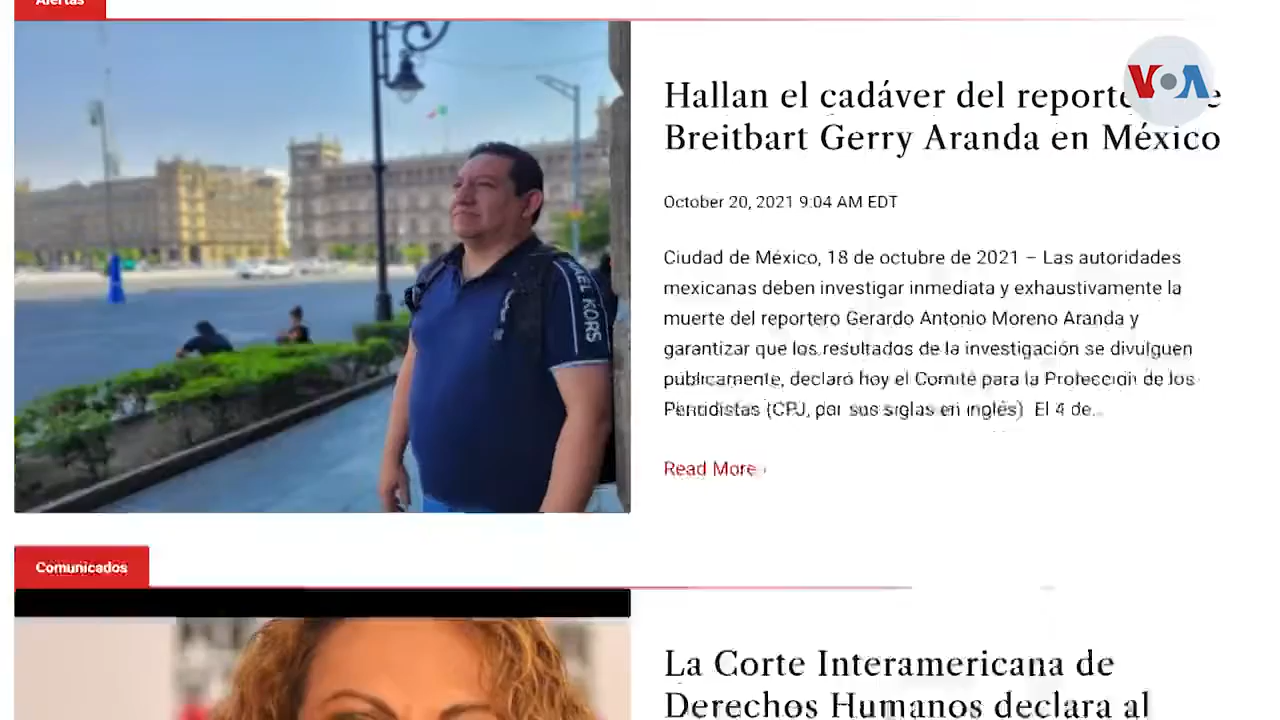 Alertas
VOA
Hallan el cadáver del reporte e
Breitbart Gerry Aranda en México
October 20, 2021 9:04 AM EDT
Ciudad de México, 18 de octubre de 2021 – Las autoridades
mexicanas deben investigar inmediata y exhaustivamente la
muerte del reportero Gerardo Antonio Moreno Aranda y
garantizar que los resultados de la investigación se divulguen
públicamente, declaró hoy el Comité para la Protección de los
Periodistas (CPJ, por sus siglas en inglés) El 4 de...
Read More ›
MICHAEL KORS
Comunicados
La Corte Interamericana de
Derechos Humanos declara al